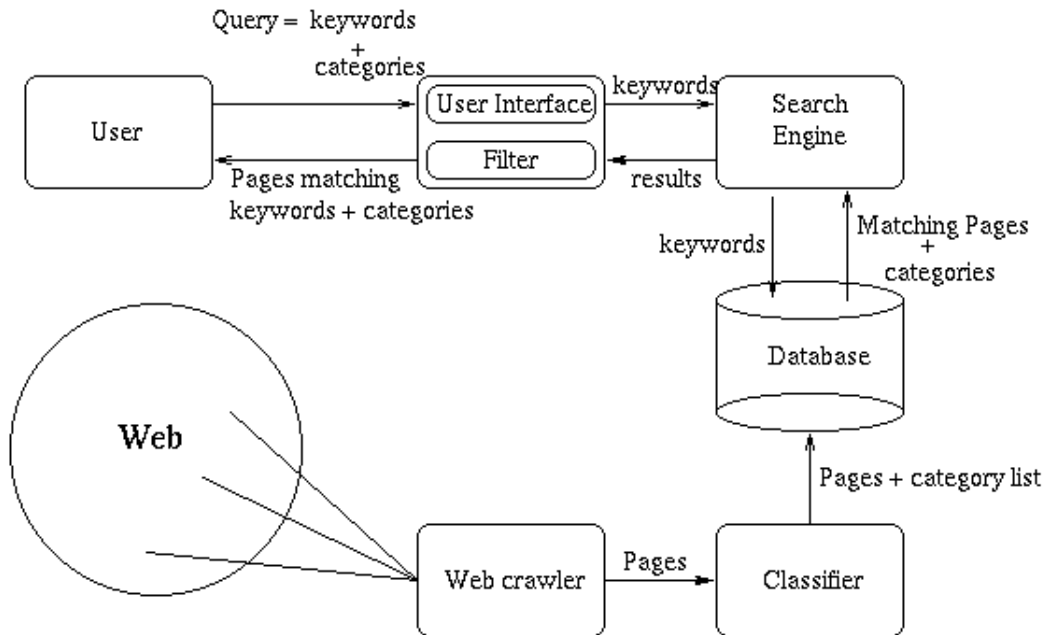 Query = keywords
+
categories
User
User Interface
Filter
keywords
Search
Engine
Pages matching
keywords + categories
results
keywords
Matching Pages
+
categories
Database
Web
Pages + category list
Web crawler
Pages
Classifier